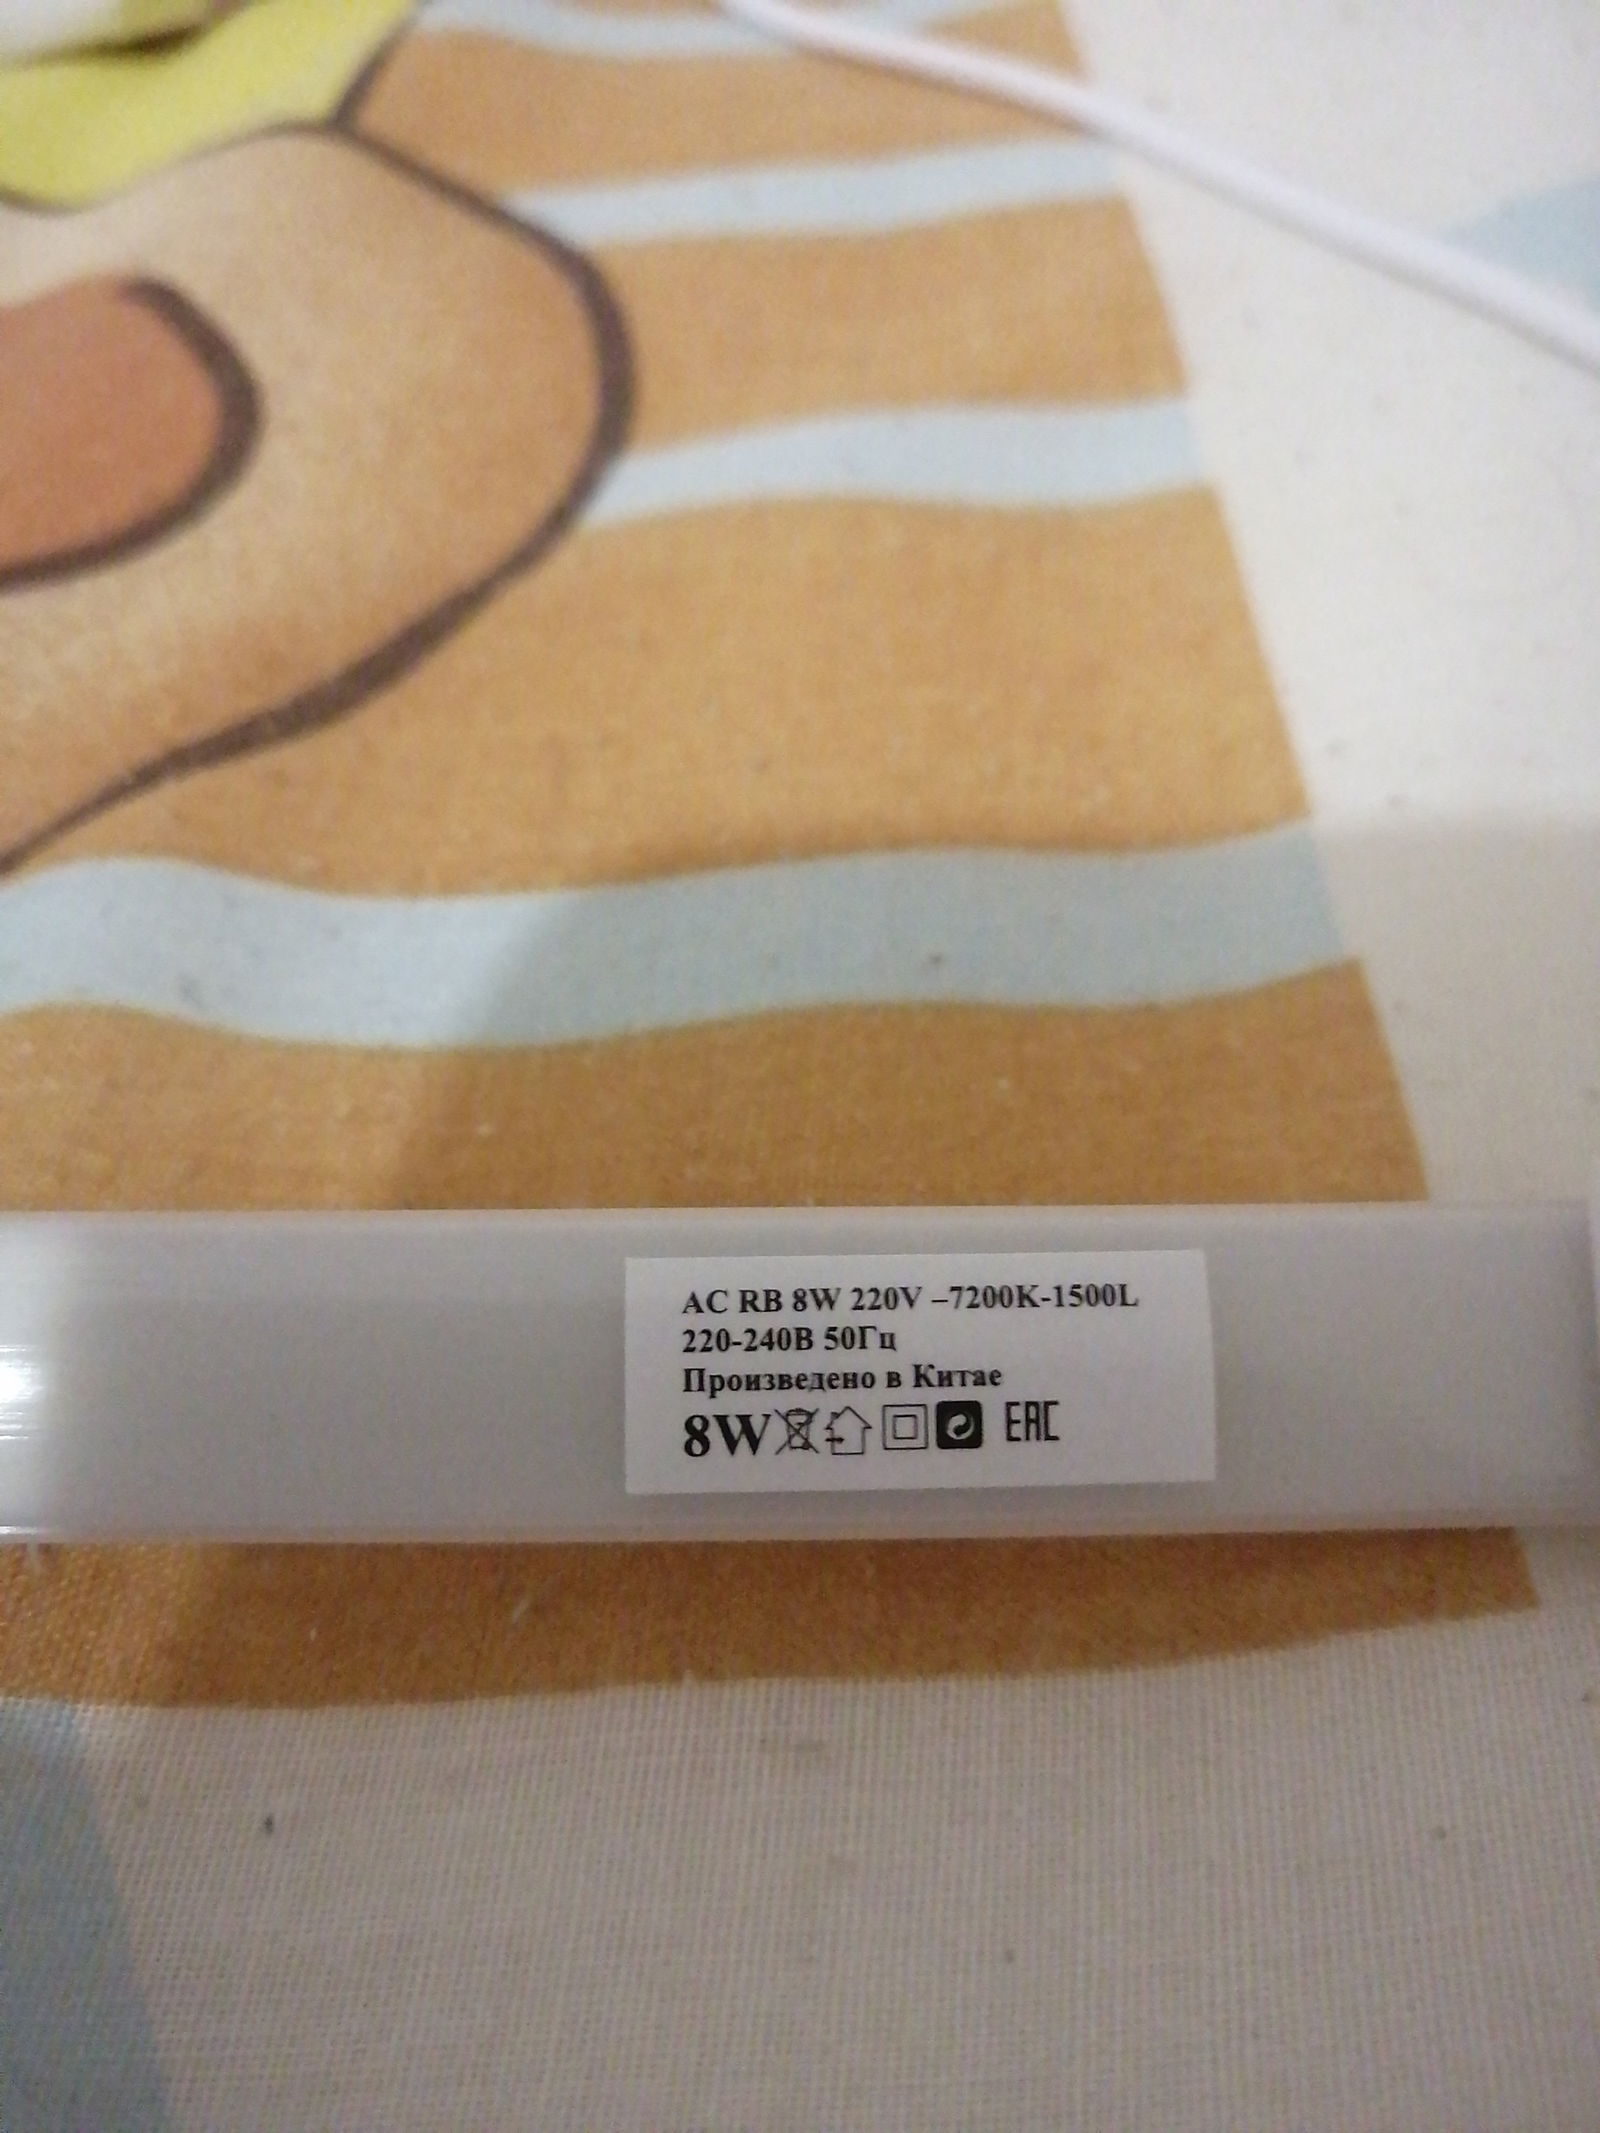 AC RB 8W 220V –7200K-1500L
220-240В 50Гц
Произведено в Китае
8W EAC